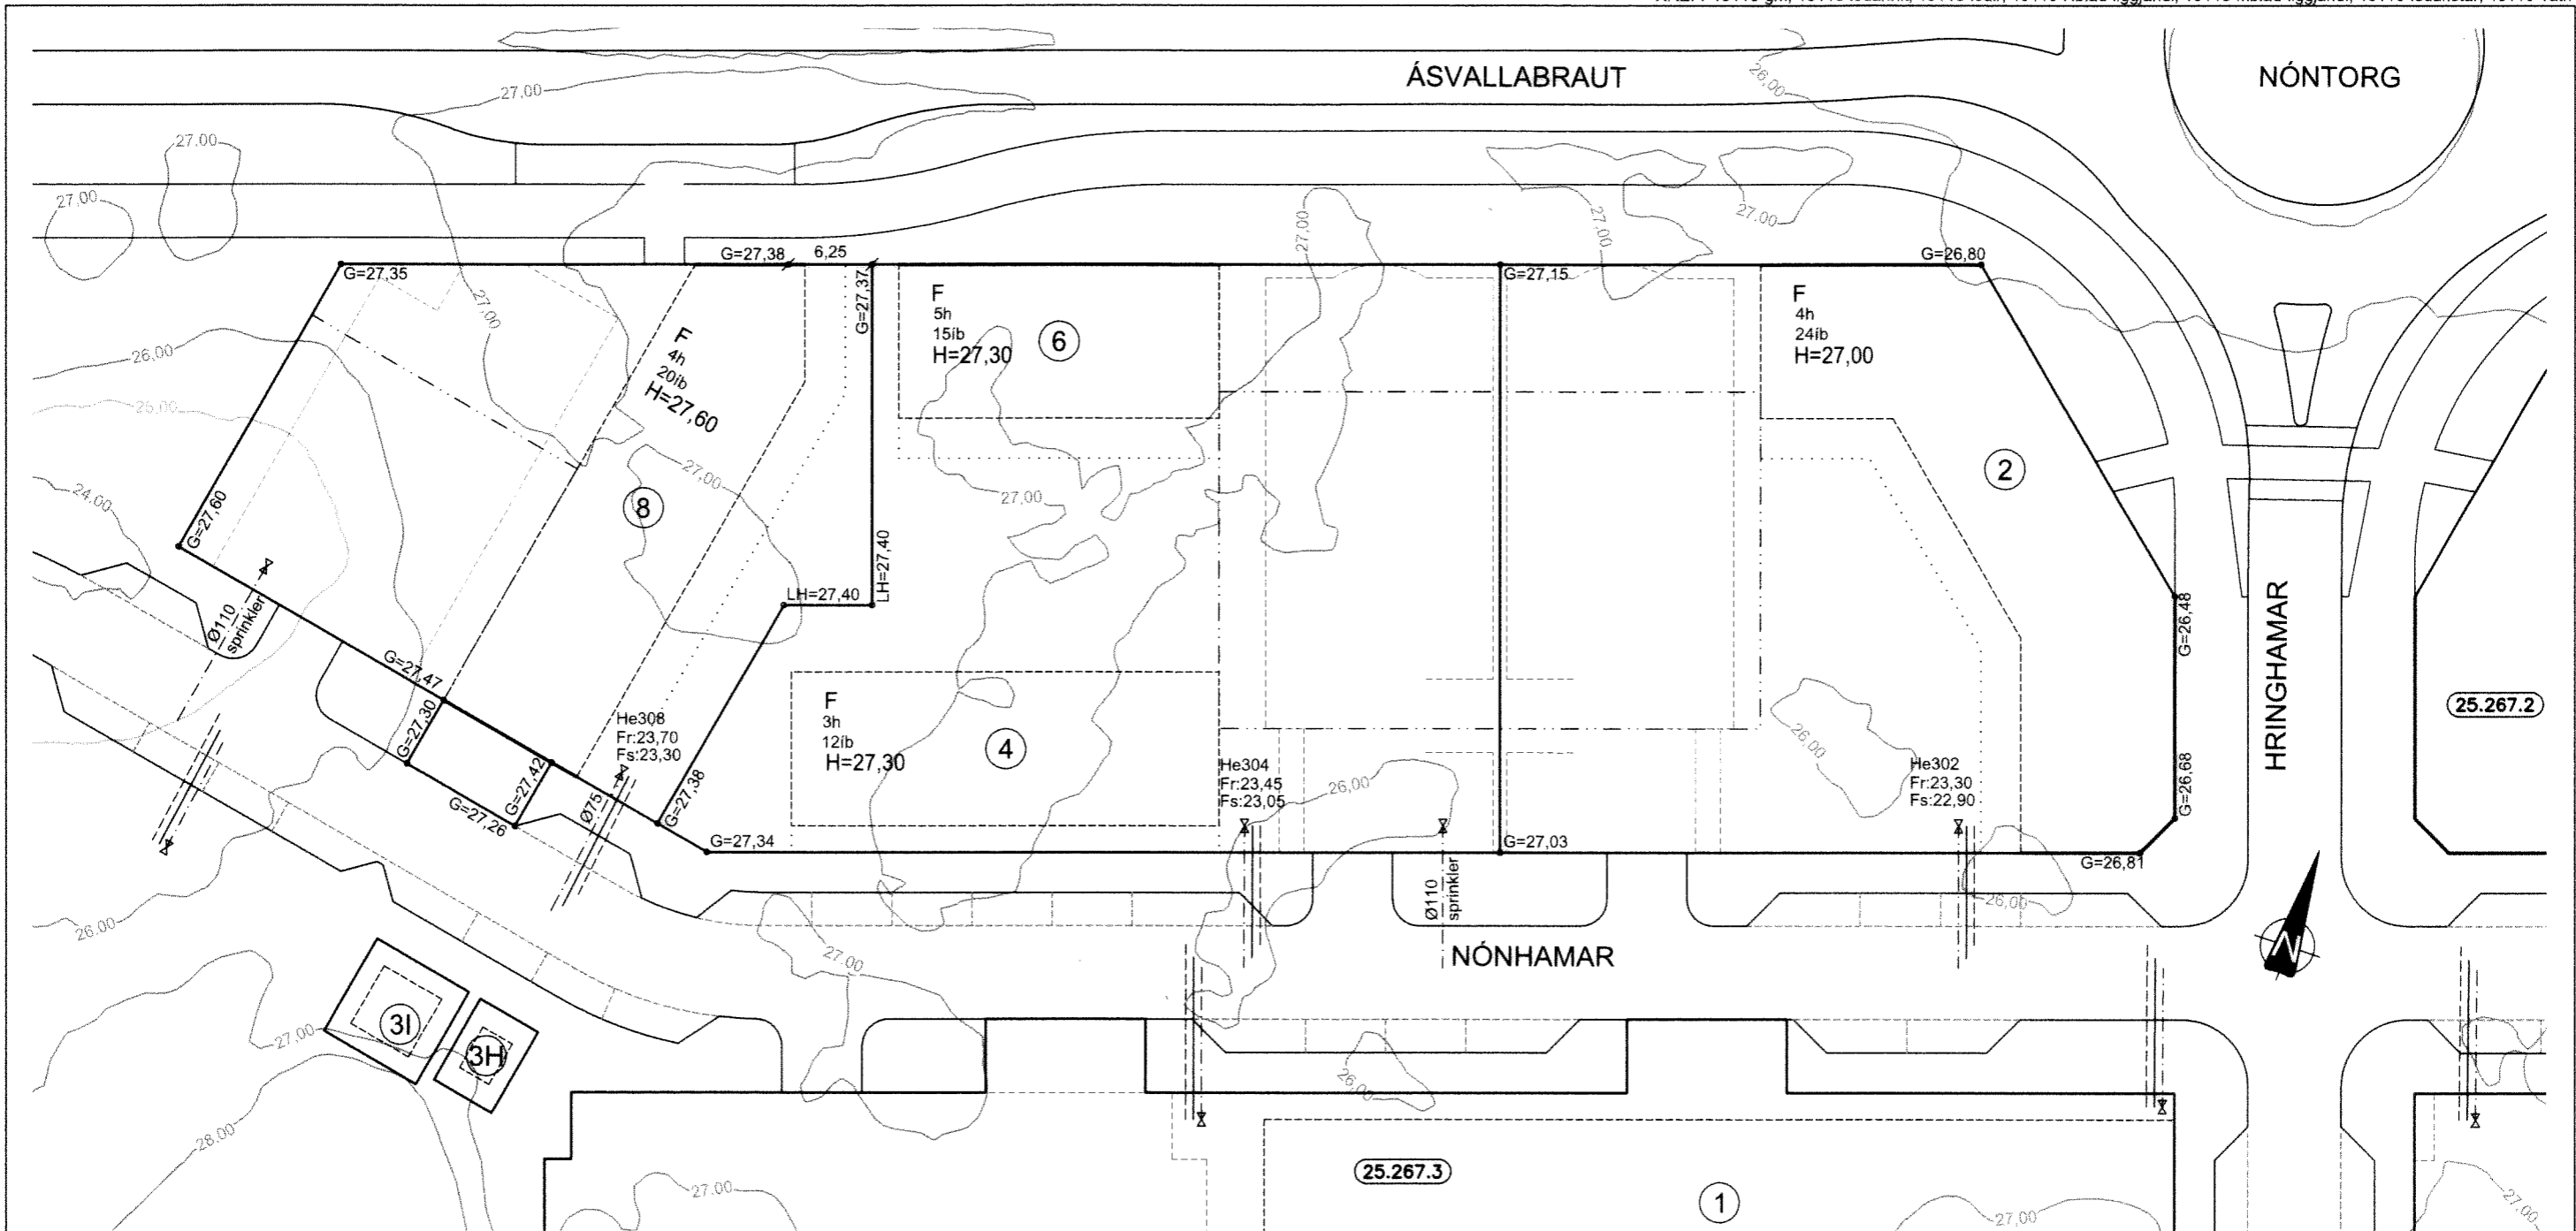 ÁSVALLABRAUT
NÓNTORG
26,00
27,00
27,00
27,00
27,00
27.00
27,00
G=27,35
G=27,38
6,25
G=27,37
G=27,15
G=26,80
27,00
26,00
25,00
24,00
F
4h
20íb
H=27,60
8
27,00
F
5h
15íb
H=27,30
6
27,00
F
4h
24íb
H=27,00
2
G=27,60
Ø110
sprinkler
LH=27,40
LH=27,40
G=26,48
G=26,68
HRINGHAMAR
25.267.2
G=27,47
G=27,30
G=27,42
G=27,26
Ø75
He308
Fr:23,70
Fs:23,30
G=27,38
G=27,34
F
3h
12íb
H=27,30
4
He304
Fr:23,45
Fs:23,05
26,00
Ø110
sprinkler
G=27,03
26,00
He302
Fr:23,30
Fs:22,90
G=26,81
26,00
26.00
27.00
NÓNHAMAR
N
3I
3H
27,00
28.00
26,00
27.00
25.267.3
1
27,00
27,00